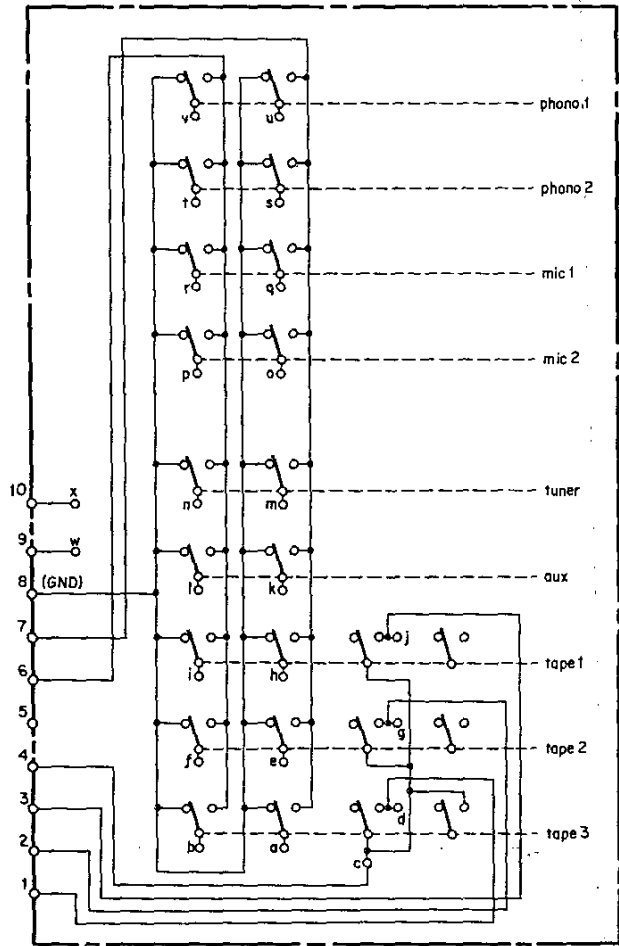 v u phono 1
t s phono 2
r q mic 1
p o mic 2
10 x n m tuner
9 w
8 (GND) l k aux
7 j
6 i h tape 1
5 g
4 f e tape 2
3 d
2 b a tape 3
1 c